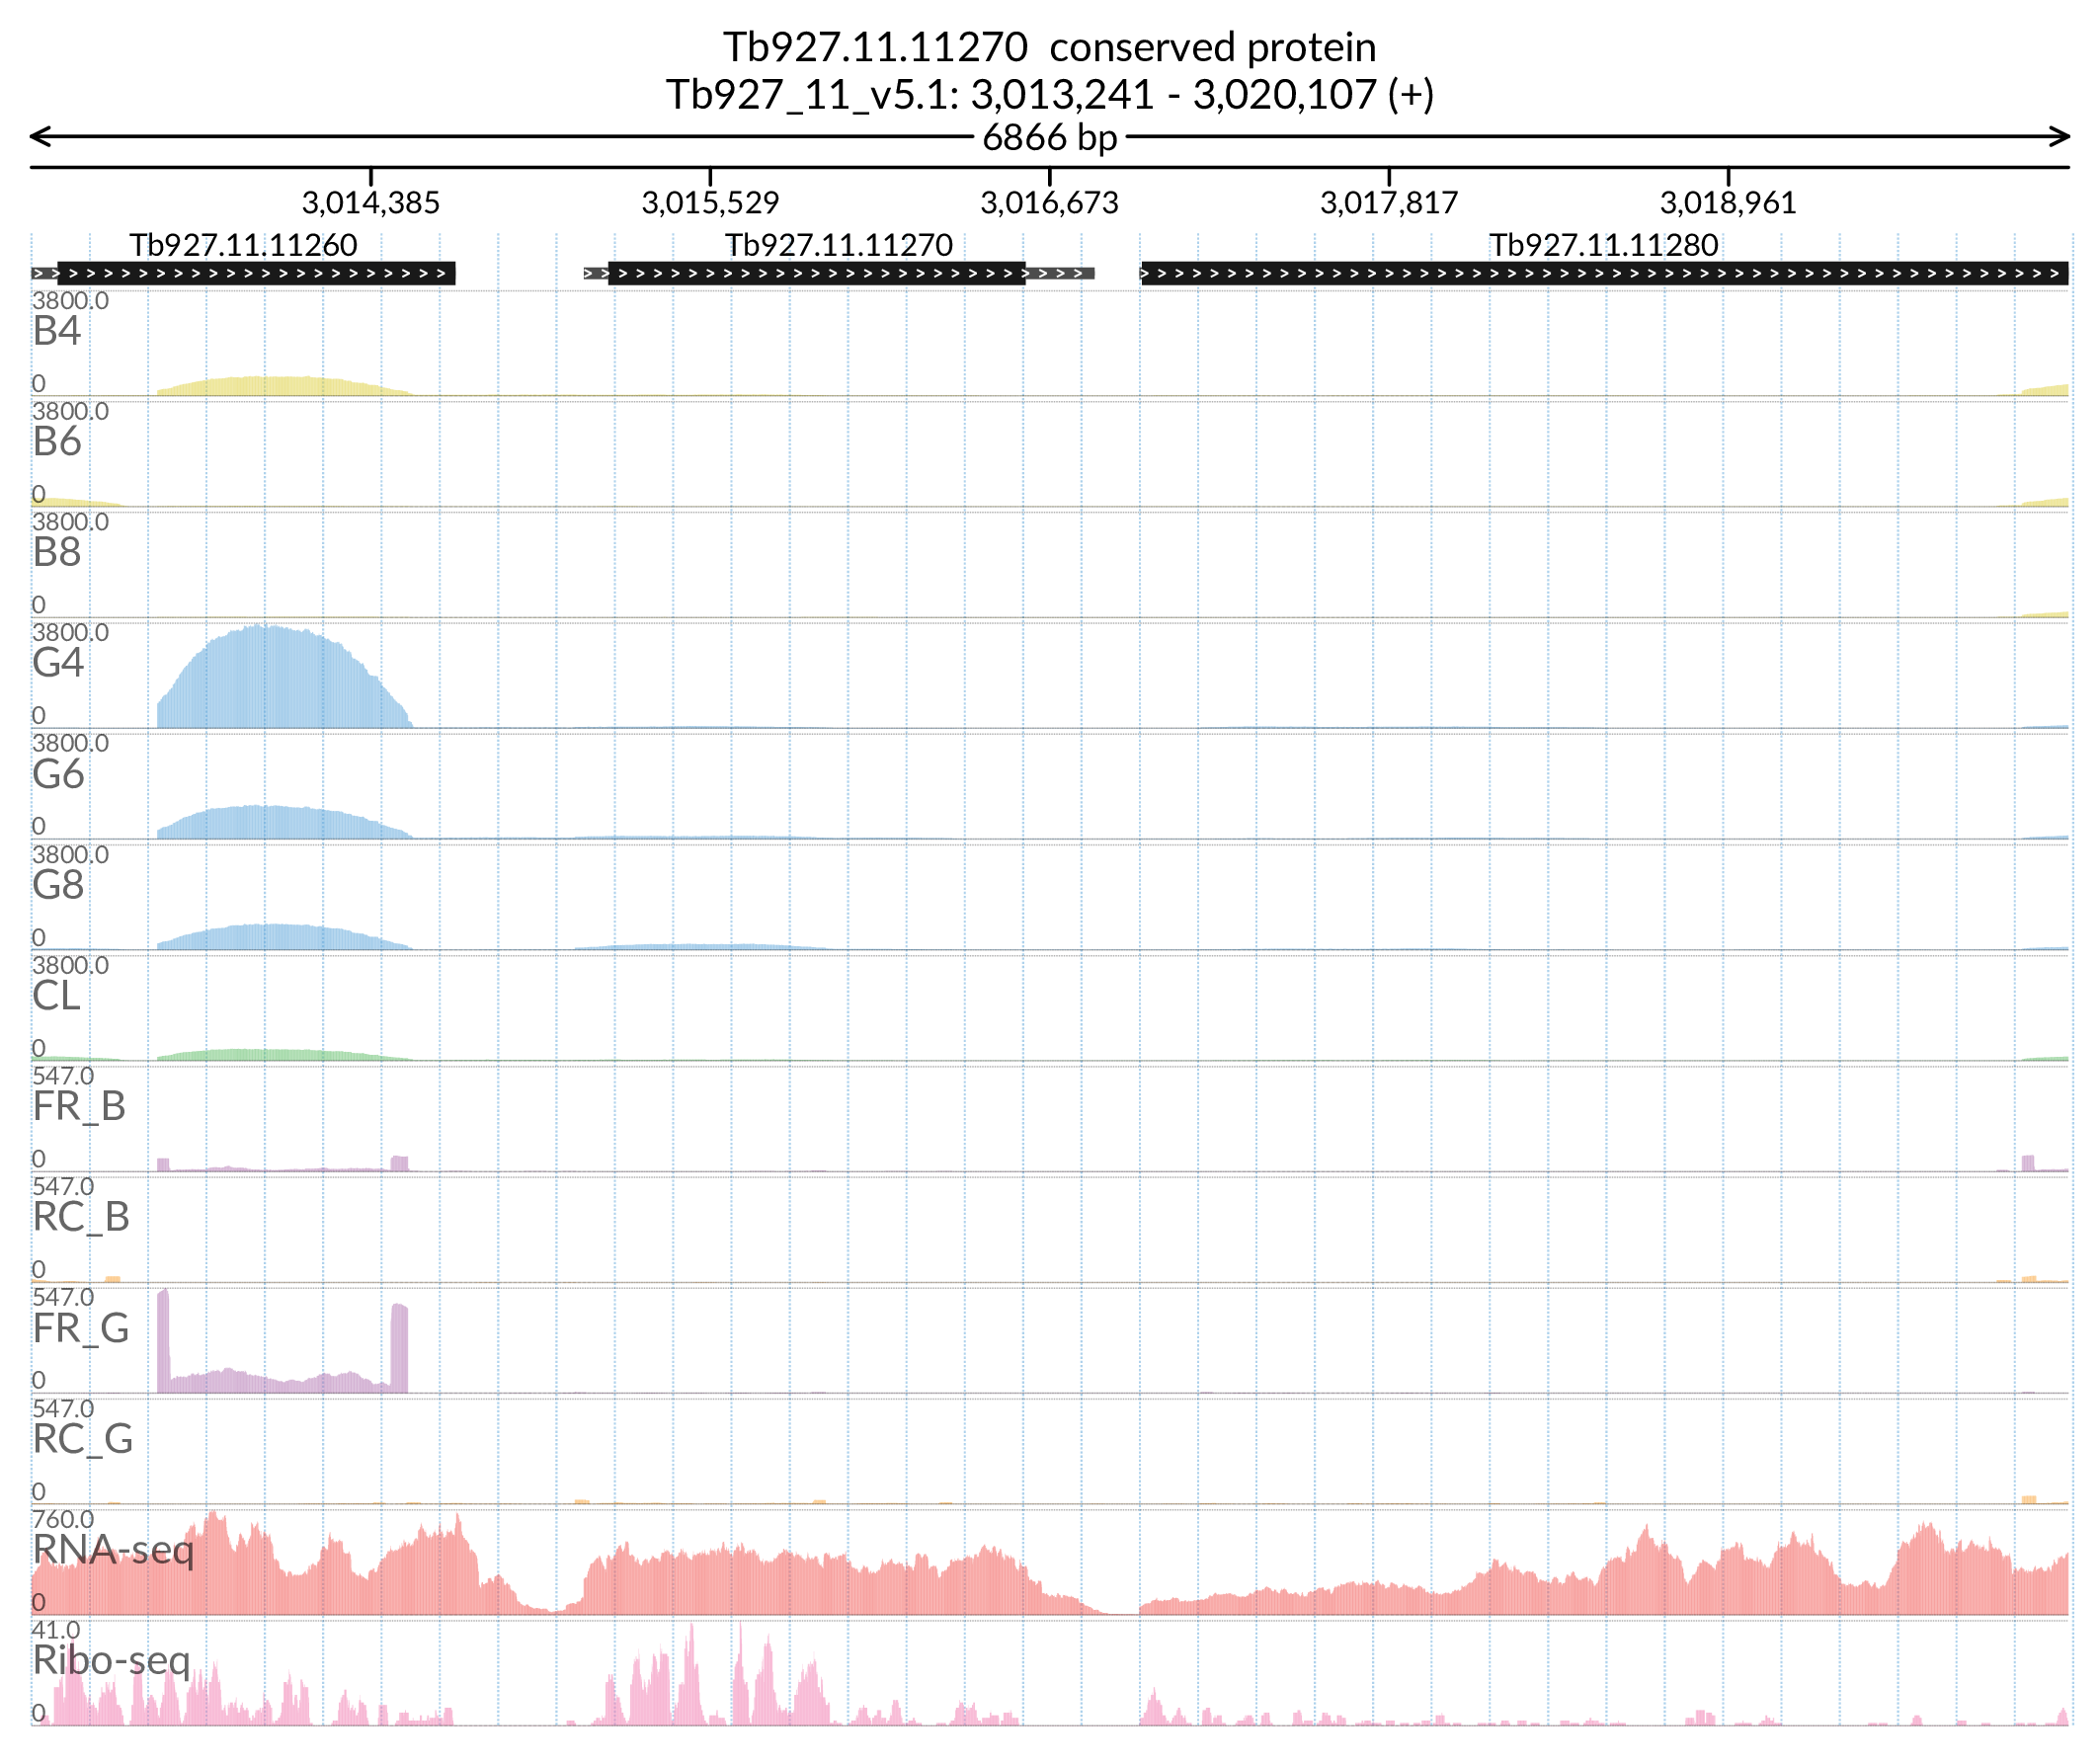 Tb927.11.11270 conserved protein
Tb927_11_v5.1: 3,013,241 - 3,020,107 (+)
6866 bp
3,014,385 3,015,529 3,016,673 3,017,817 3,018,961
Tb927.11.11260 Tb927.11.11270 Tb927.11.11280
3800.0
B4
0
3800.0
B6
0
3800.0
B8
0
3800.0
G4
0
3800.0
G6
0
3800.0
G8
0
3800.0
CL
0
547.0
FR_B
0
547.0
RC_B
0
547.0
FR_G
0
547.0
RC_G
0
760.0
RNA-seq
0
41.0
Ribo-seq
0